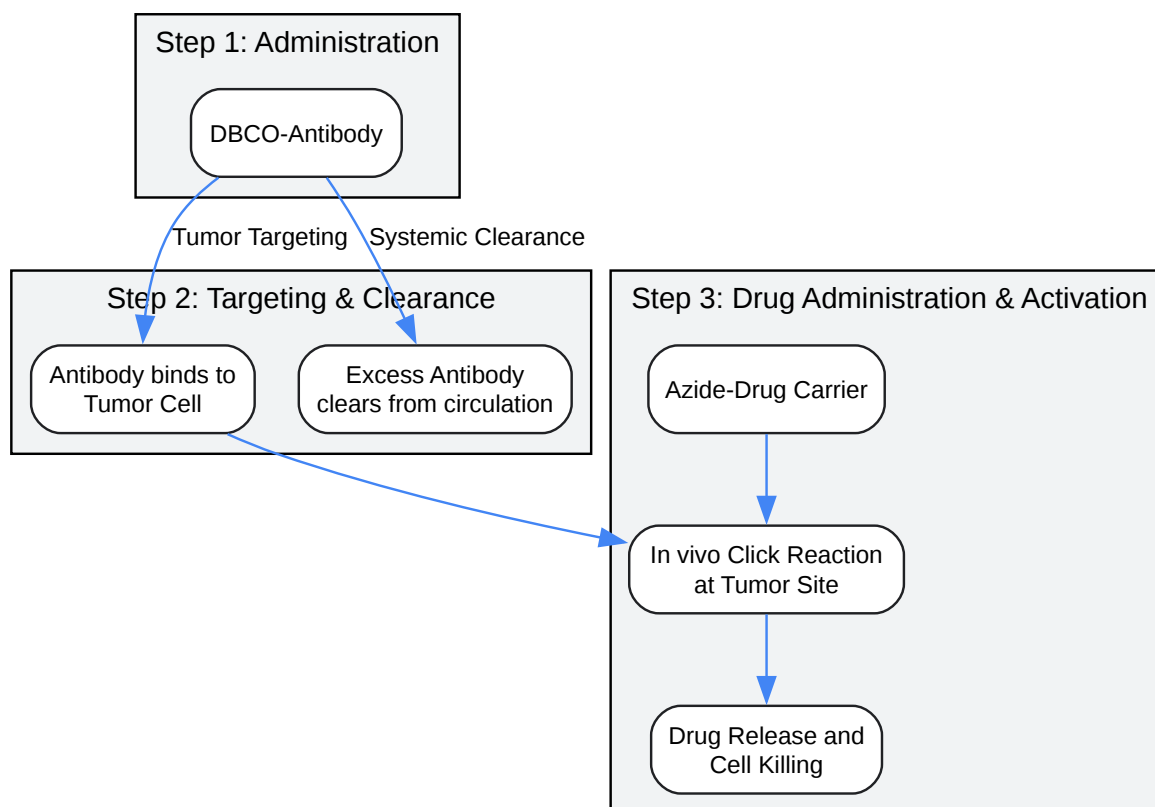 Step 1: Administration
DBCO-Antibody
Tumor Targeting
Systemic Clearance
Step 2: Targeting & Clearance
Antibody binds to
Tumor Cell
Excess Antibody
clears from circulation
Step 3: Drug Administration & Activation
Azide-Drug Carrier
In vivo Click Reaction
at Tumor Site
Drug Release and
Cell Killing